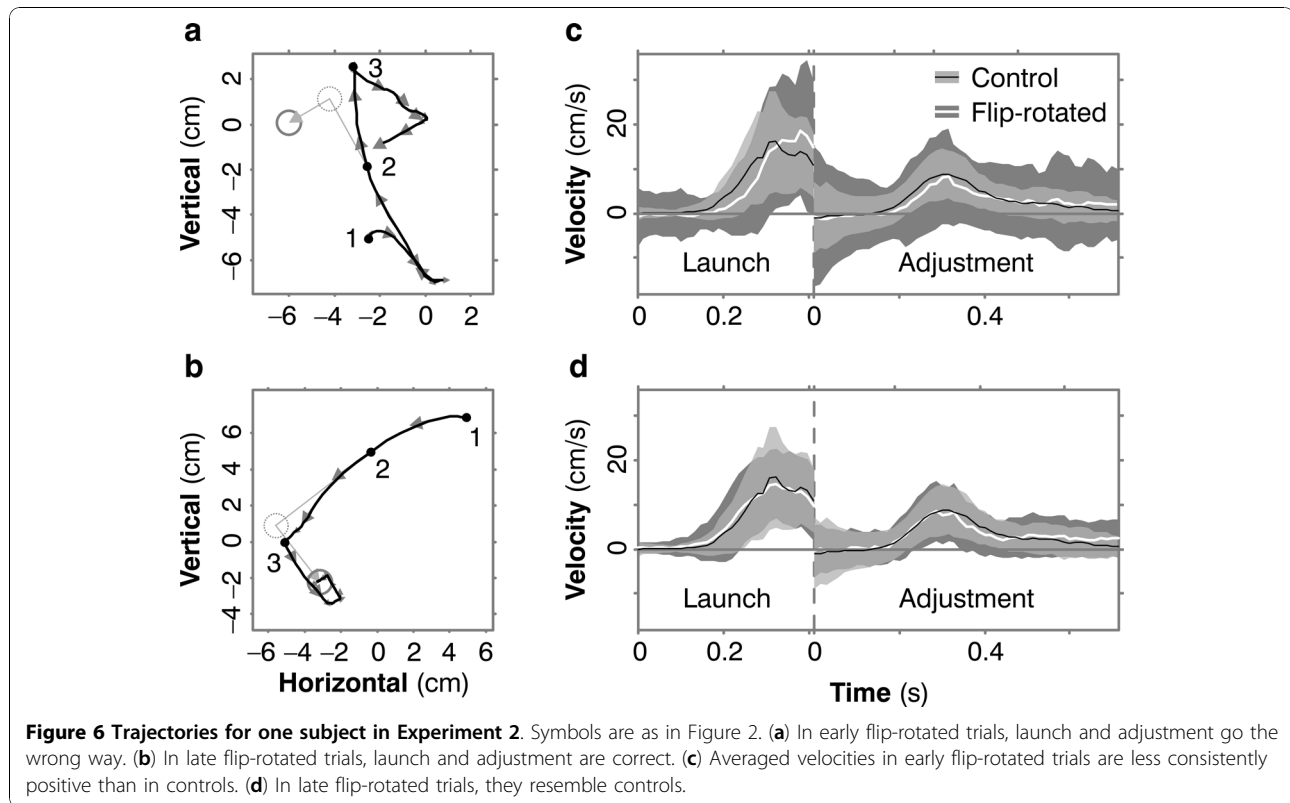 a
Vertical (cm)
2
0
−2
−4
−6
1
2
3
−6 −4 −2 0 2
c
Velocity (cm/s)
20
0
Control
Flip-rotated
Launch
Adjustment
0 0.2 0 0.4
b
Vertical (cm)
6
4
2
0
−2
−4
1
2
3
−6 −4 −2 0 2 4 6
Horizontal (cm)
d
Velocity (cm/s)
20
0
Launch
Adjustment
0 0.2 0 0.4
Time (s)
Figure 6 Trajectories for one subject in Experiment 2. Symbols are as in Figure 2. (a) In early flip-rotated trials, launch and adjustment go the
wrong way. (b) In late flip-rotated trials, launch and adjustment are correct. (c) Averaged velocities in early flip-rotated trials are less consistently
positive than in controls. (d) In late flip-rotated trials, they resemble controls.